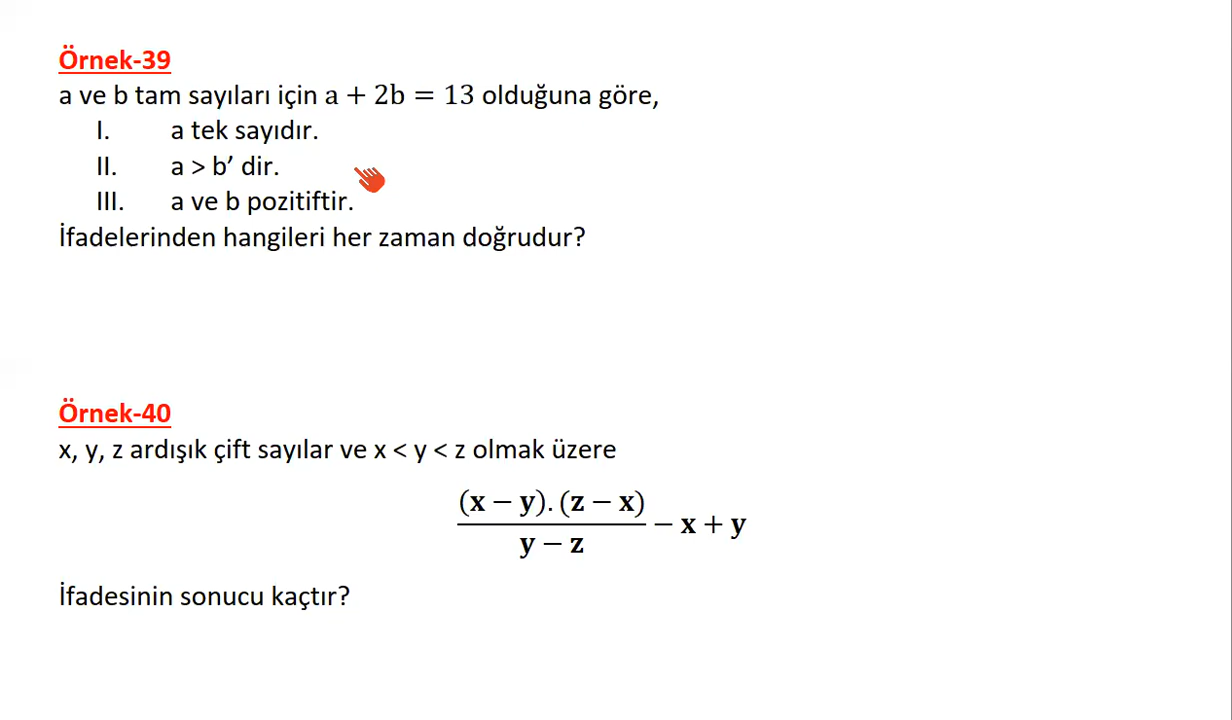 Örnek-39
a ve b tam sayıları için a + 2b = 13 olduğuna göre,
I. a tek sayıdır.
II. a > b’ dir.
III. a ve b pozitiftir.
İfadelerinden hangileri her zaman doğrudur?
Örnek-40
x, y, z ardışık çift sayılar ve x < y < z olmak üzere
(x − y). (z − x)
y − z
− x + y
İfadesinin sonucu kaçtır?